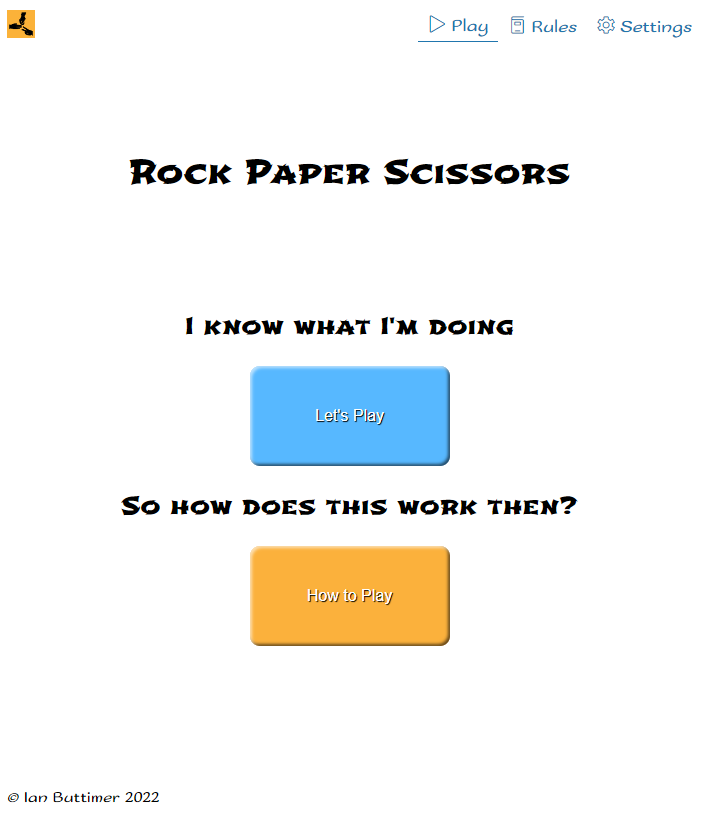 Play Rules Settings
Rock Paper Scissors
I know what I'm doing
Let's Play
So how does this work then?
How to Play
© Ian Buttimer 2022